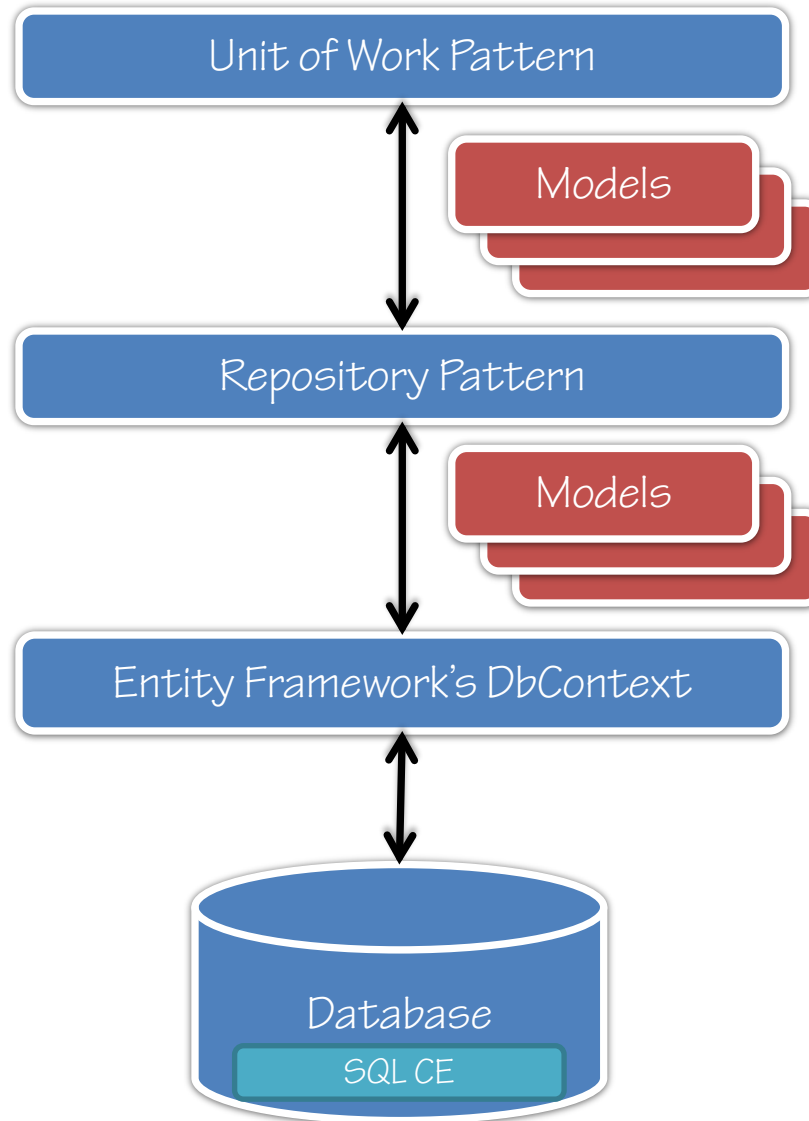 Unit of Work Pattern
Models
Repository Pattern
Models
Entity Framework's DbContext
Database
SQL CE